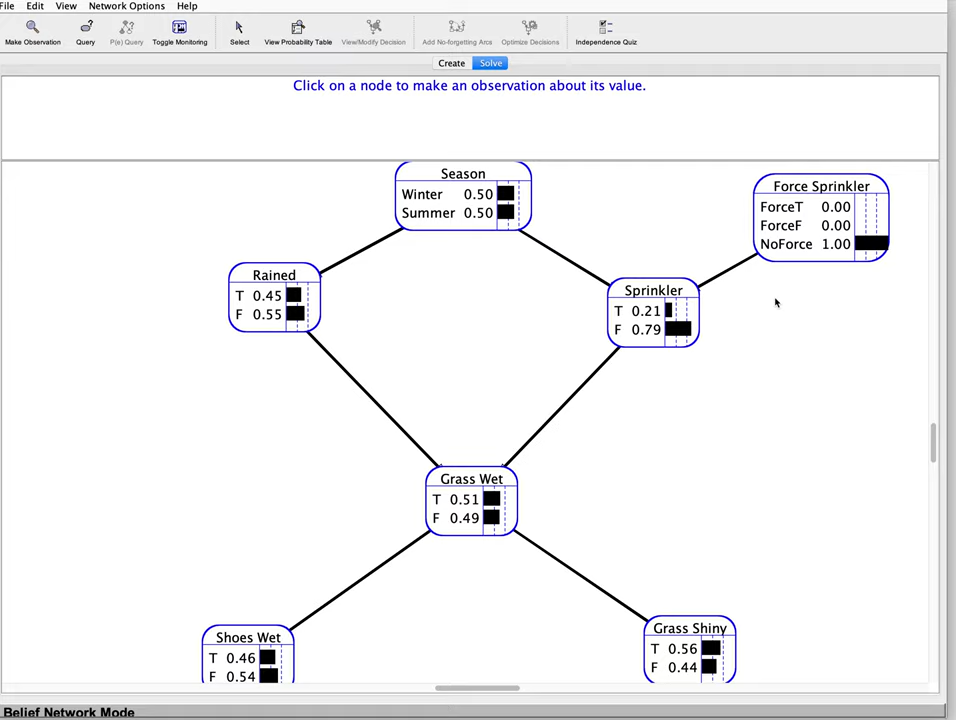 File Edit View Network Options Help
Make Observation Query P(e) Query Toggle Monitoring Select View Probability Table View/Modify Decision Add No-forgetting Arcs Optimize Decisions Independence Quiz
Create Solve
Click on a node to make an observation about its value.
Season
Winter 0.50
Summer 0.50
Force Sprinkler
ForceT 0.00
ForceF 0.00
NoForce 1.00
Rained
T 0.45
F 0.55
Sprinkler
T 0.21
F 0.79
Grass Wet
T 0.51
F 0.49
Shoes Wet
T 0.46
F 0.54
Grass Shiny
T 0.56
F 0.44
Belief Network Mode